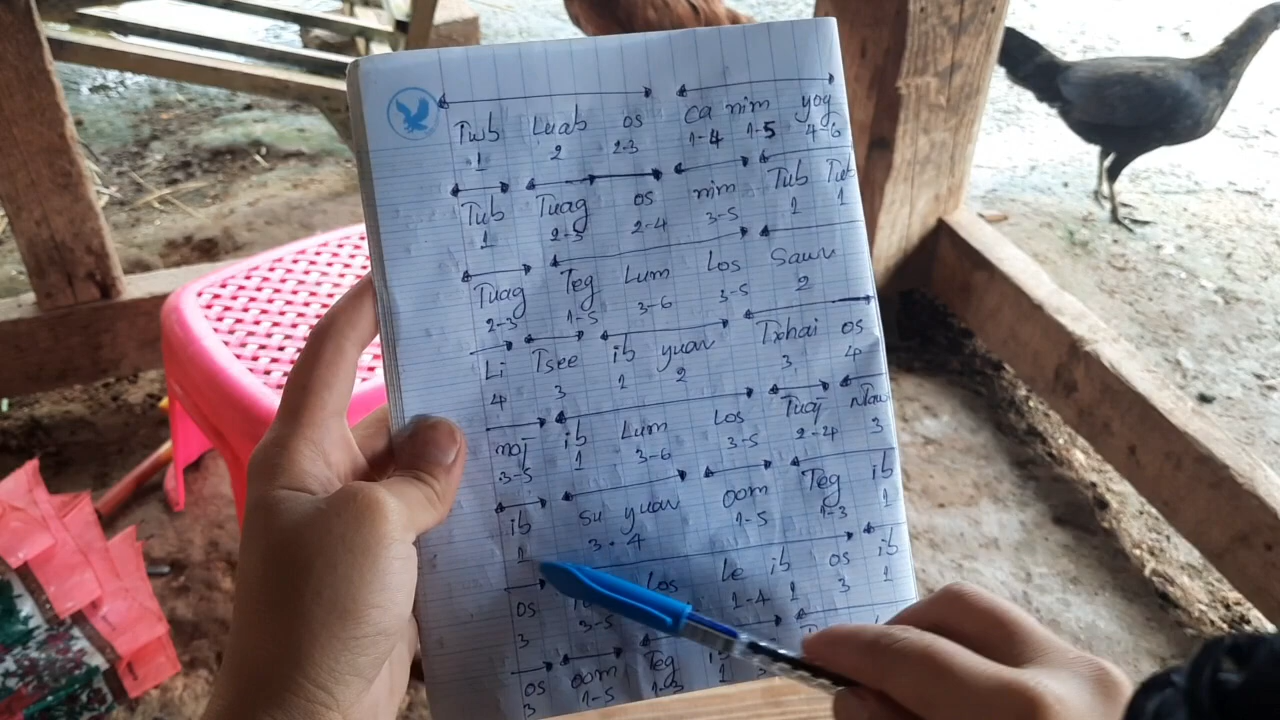 Twb Luab os ca nim yog
1 2 2-3 1-4 1-5 4-6
Tub Tuag os nim Tub Tub
1 2-3 2-4 3-5 1 1
Tuag Teg Lum Los Sawv
2-3 1-5 3-6 3-5 2
Li Tsee ib yuav Txhai os
4 3 1 2 3 4
noj ib Lum Los Tuaj ntau
3-5 1 3-6 3-5 2-4 3
ib su yuav oom Teg ib
1 3 - 4 1-5 1-3 1
os Los Le ib os ib
3 3-5 1-4 1 3 1
os oom Teg
3 1-5 1-3 1